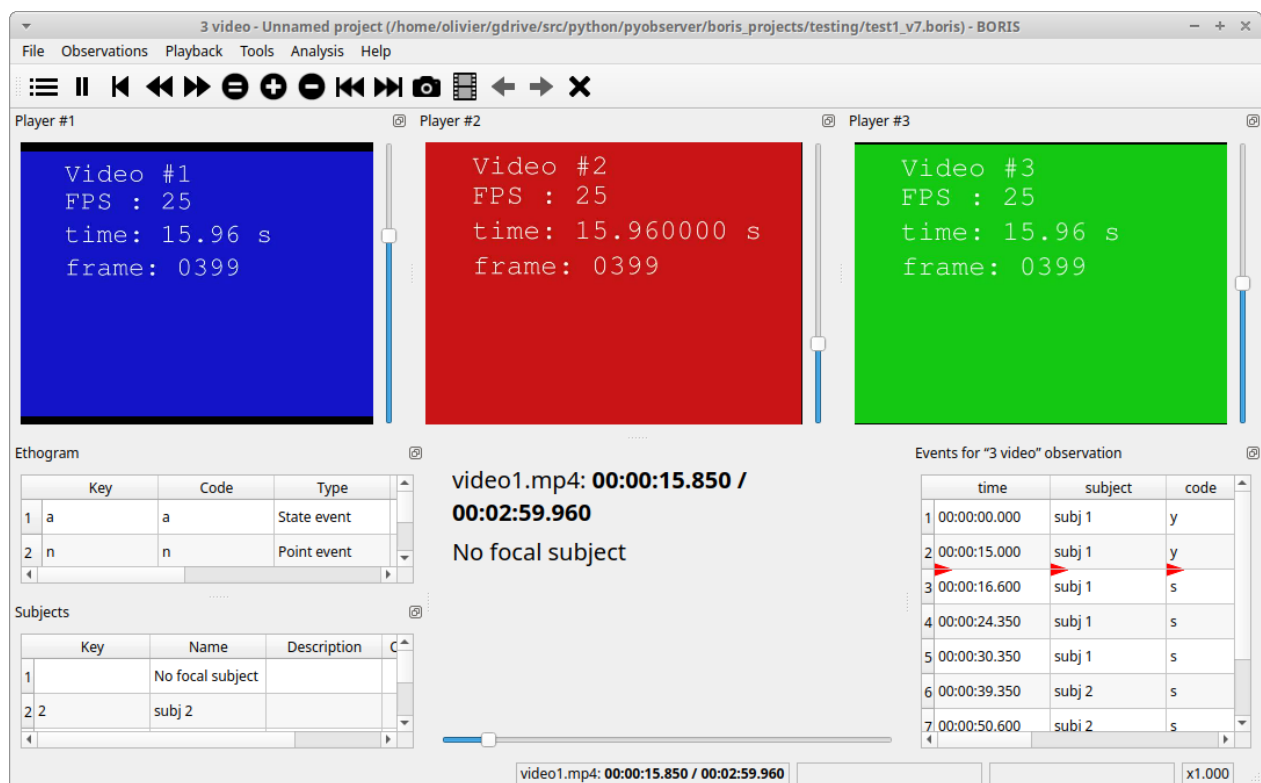 3 video - Unnamed project (/home/olivier/gdrive/src/python/pyobserver/boris_projects/testing/test1_v7.boris) - BORIS
File Observations Playback Tools Analysis Help
Player #1
Player #2
Player #3
Video #1
FPS : 25
time: 15.96 s
frame: 0399
Video #2
FPS : 25
time: 15.960000 s
frame: 0399
Video #3
FPS : 25
time: 15.96 s
frame: 0399
Ethogram
Key Code Type
1 a a State event
2 n n Point event
Subjects
Key Name Description
1 No focal subject
2 2 subj 2
video1.mp4: 00:00:15.850 /
00:02:59.960
No focal subject
Events for “3 video” observation
time subject code
1 00:00:00.000 subj 1 y
2 00:00:15.000 subj 1 y
3 00:00:16.600 subj 1 s
4 00:00:24.350 subj 1 s
5 00:00:30.350 subj 1 s
6 00:00:39.350 subj 2 s
7 00:00:50.600 subj 2 s
video1.mp4: 00:00:15.850 / 00:02:59.960
x1.000